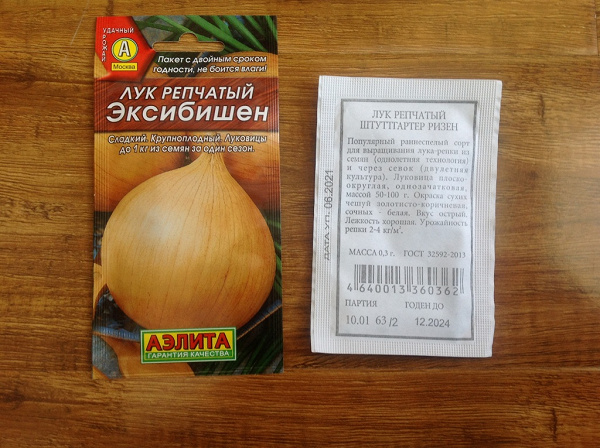 УДАЧНЫЙ
УРОЖАЙ
А
Москва
Пакет с двойным сроком
годности, не боится влаги!
ЛУК РЕПЧАТЫЙ
Эксибишен
Сладкий. Крупноплодный. Луковицы
до 1 кг из семян за один сезон.
АЭЛИТА
ГАРАНТИЯ КАЧЕСТВА
ЛУК РЕПЧАТЫЙ
ШТУТТГАРТЕР РИЗЕН
Популярный раннеспелый сорт
для выращивания лука-репки из
семян (однолетняя технология)
и через севок (двулетняя
культура). Луковица плоско-
округлая, однозачатковая,
массой 50-100 г. Окраска сухих
чешуй золотисто-коричневая,
сочных - белая. Вкус острый.
Лежкость хорошая. Урожайность
репки 2-4 кг/м².
ДАТА УП. 06.2021
МАССА 0,3 г. ГОСТ 32592-2013
4 640013 360362
ПАРТИЯ ГОДЕН ДО
10.01 63/2 12.2024